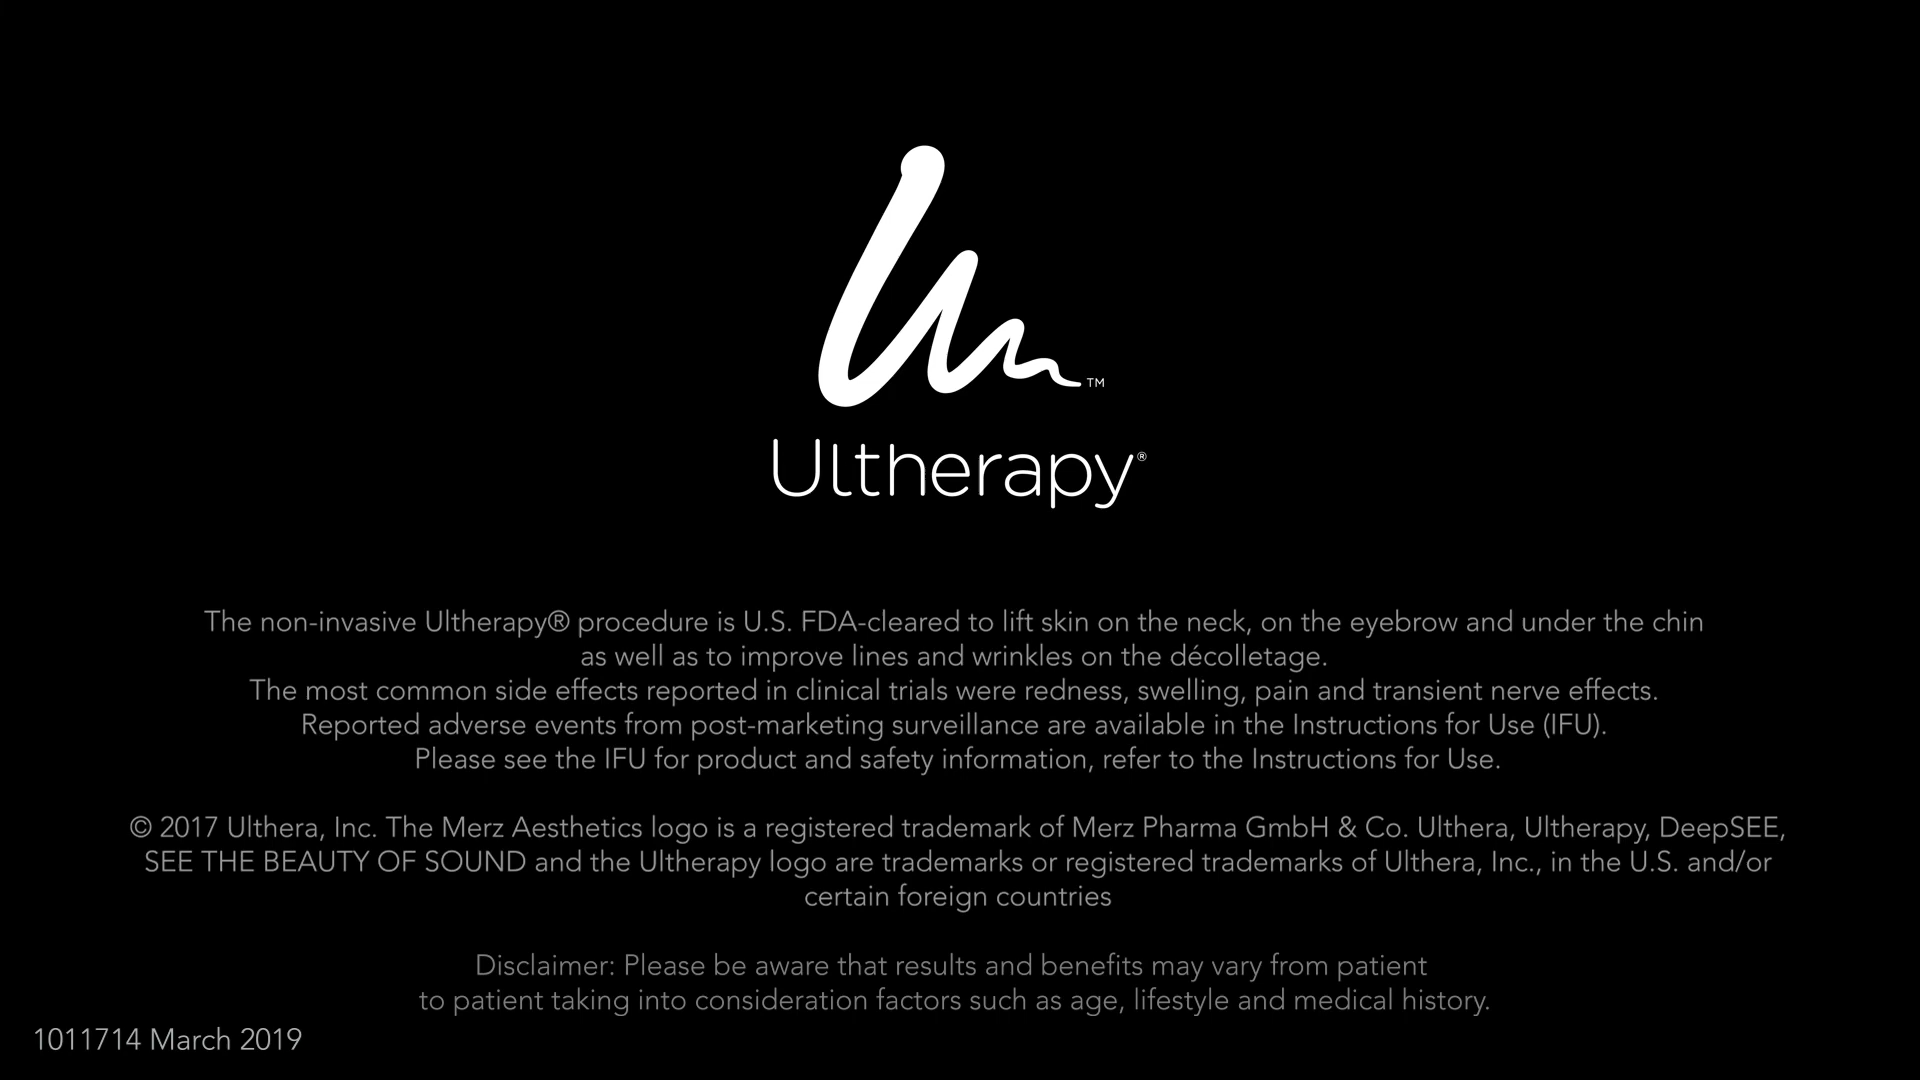 ™
Ultherapy®
The non-invasive Ultherapy® procedure is U.S. FDA-cleared to lift skin on the neck, on the eyebrow and under the chin
as well as to improve lines and wrinkles on the décolletage.
The most common side effects reported in clinical trials were redness, swelling, pain and transient nerve effects.
Reported adverse events from post-marketing surveillance are available in the Instructions for Use (IFU).
Please see the IFU for product and safety information, refer to the Instructions for Use.
© 2017 Ulthera, Inc. The Merz Aesthetics logo is a registered trademark of Merz Pharma GmbH & Co. Ulthera, Ultherapy, DeepSEE,
SEE THE BEAUTY OF SOUND and the Ultherapy logo are trademarks or registered trademarks of Ulthera, Inc., in the U.S. and/or
certain foreign countries
Disclaimer: Please be aware that results and benefits may vary from patient
to patient taking into consideration factors such as age, lifestyle and medical history.
1011714 March 2019